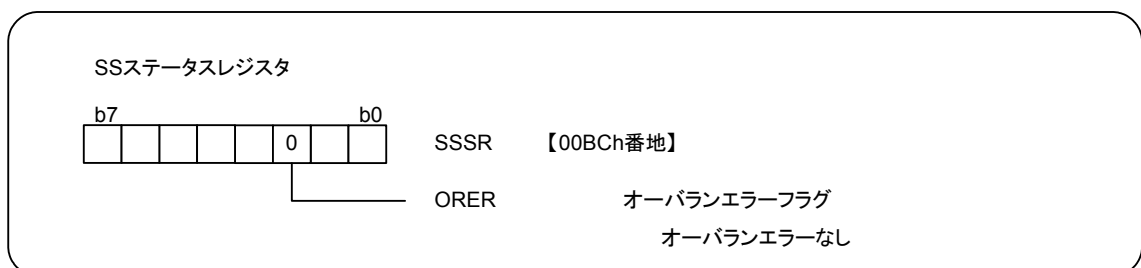 SSステータスレジスタ
b7 b0
0 SSSR 【00BCh番地】
ORER オーバランエラーフラグ
オーバランエラーなし